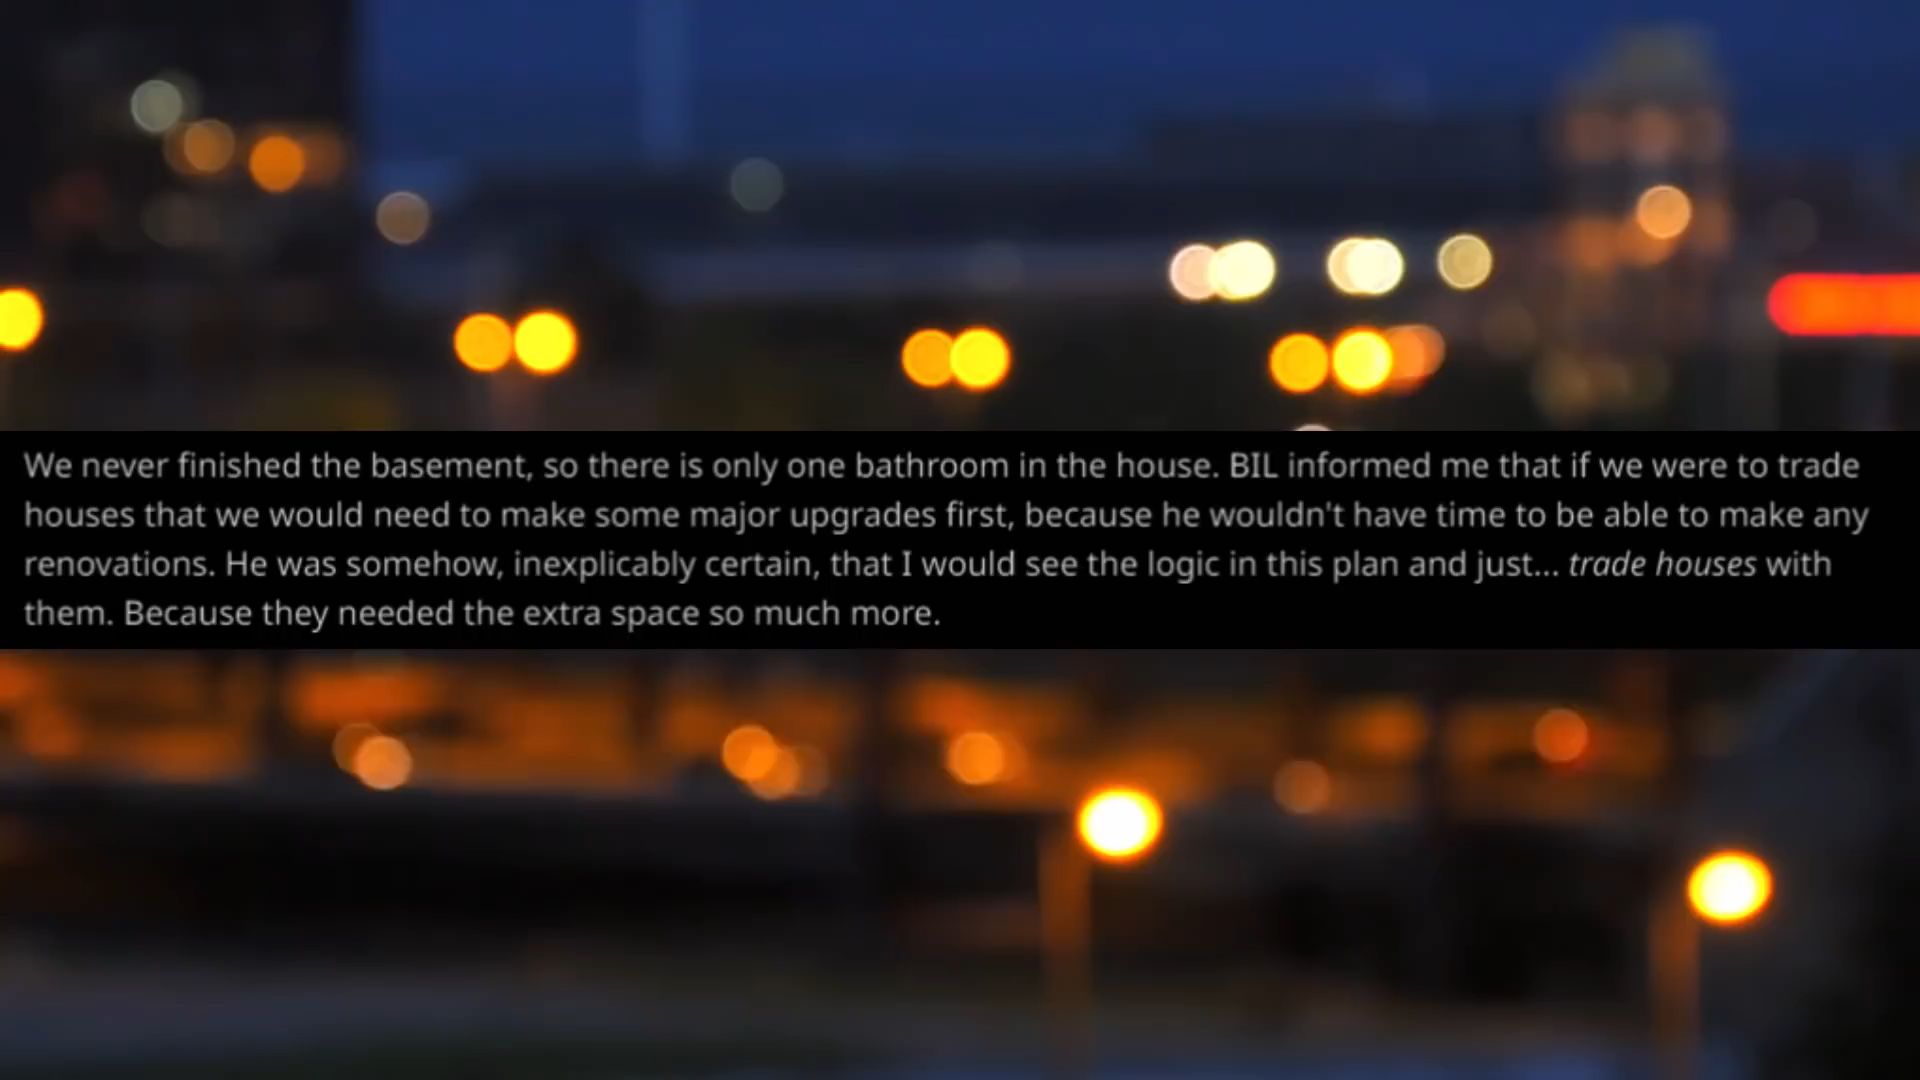 We never finished the basement, so there is only one bathroom in the house. BIL informed me that if we were to trade
houses that we would need to make some major upgrades first, because he wouldn't have time to be able to make any
renovations. He was somehow, inexplicably certain, that I would see the logic in this plan and just... trade houses with
them. Because they needed the extra space so much more.